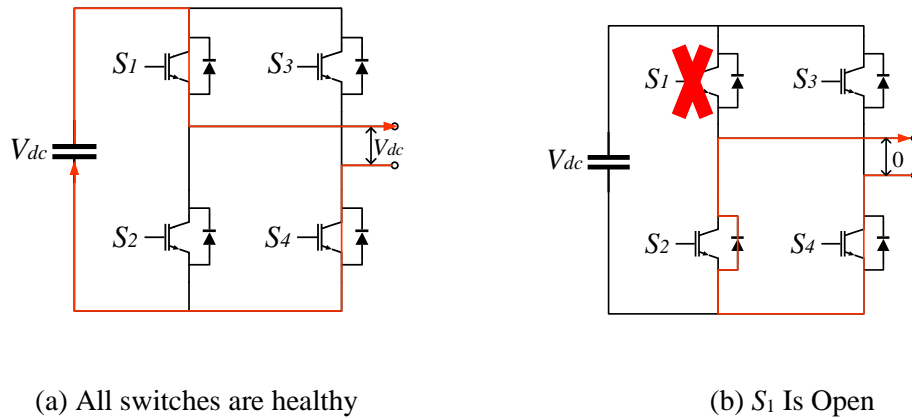 S1
S3
Vdc
Vdc
S2
S4
S1
S3
Vdc
0
S2
S4
(a) All switches are healthy
(b) S1 Is Open